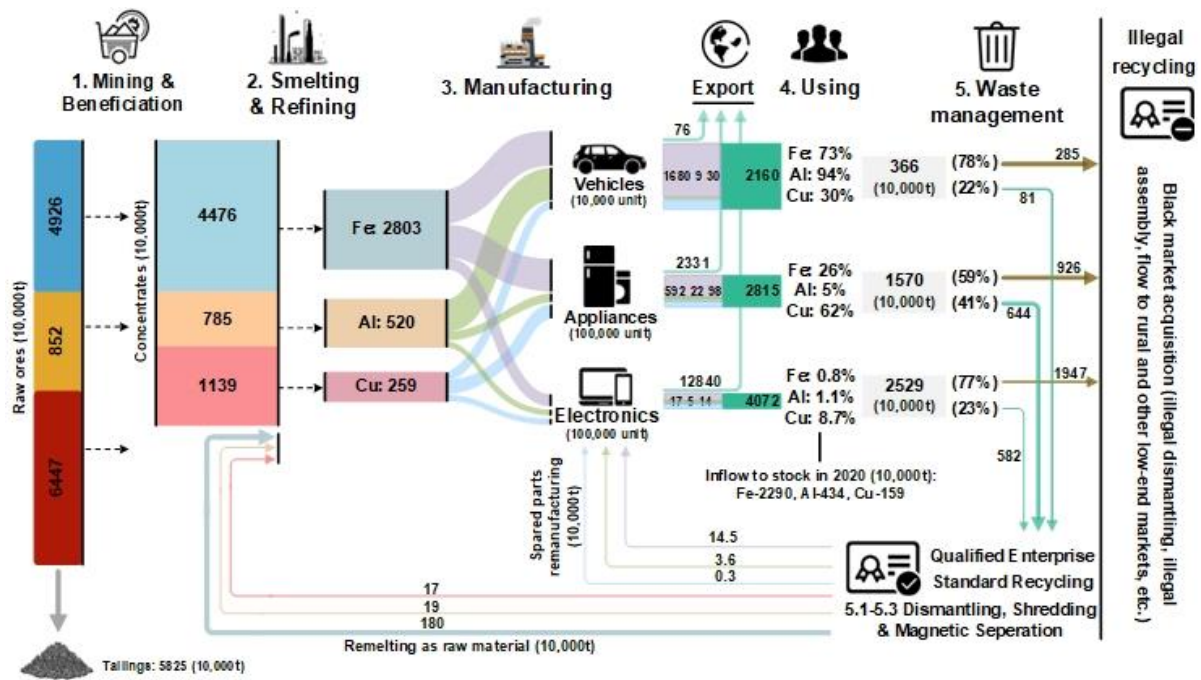 1. Mining &
Beneficiation
2. Smelting
& Refining
3. Manufacturing
Export
4. Using
5. Waste
management
Illegal
recycling
Raw ores (10,000t)
4926
852
6447
Tailings: 5825 (10,000t)
Concentrates (10,000t)
4476
785
1139
Fe: 2803
Al: 520
Cu: 259
Vehicles
(10,000 unit)
76
1680 9 30
2160
Fe: 73%
Al: 94%
Cu: 30%
366
(10,000t)
(78%)
285
(22%)
81
Appliances
(100,000 unit)
2331
592 22 98
2815
Fe: 26%
Al: 5%
Cu: 62%
1570
(10,000t)
(59%)
926
(41%)
644
Electronics
(100,000 unit)
12840
17 5 14
4072
Fe: 0.8%
Al: 1.1%
Cu: 8.7%
2529
(10,000t)
(77%)
1947
(23%)
582
Inflow to stock in 2020 (10,000t):
Fe-2290, Al-434, Cu-159
Spared parts
remanufacturing
(10,000t)
14.5
3.6
0.3
17
19
180
Remelting as raw material (10,000t)
Qualified Enterprise
Standard Recycling
5.1-5.3 Dismantling, Shredding
& Magnetic Seperation
Black market acquisition (illegal dismantling, illegal
assembly, flow to rural and other low-end markets, etc.)